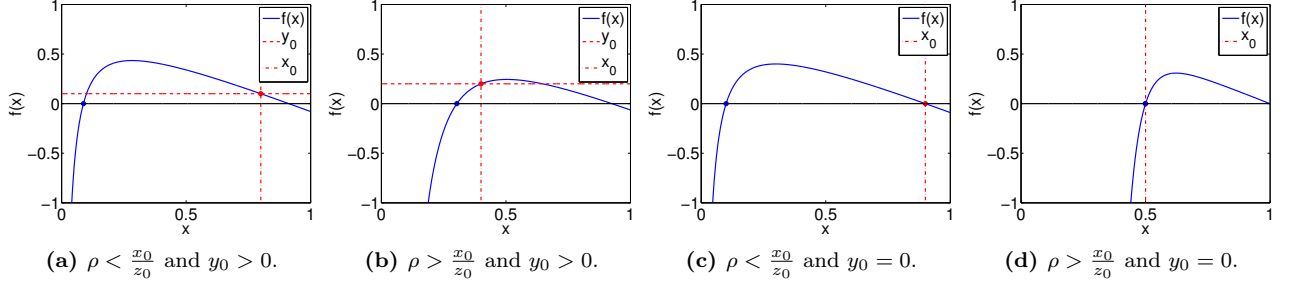 1
0.5
0
−0.5
−1
0
0.5
1
x
f(x)
f(x)
y0
x0
(a) ρ < x0/z0 and y0 > 0.
1
0.5
0
−0.5
−1
0
0.5
1
x
f(x)
f(x)
y0
x0
(b) ρ > x0/z0 and y0 > 0.
1
0.5
0
−0.5
−1
0
0.5
1
x
f(x)
f(x)
x0
(c) ρ < x0/z0 and y0 = 0.
1
0.5
0
−0.5
−1
0
0.5
1
x
f(x)
f(x)
x0
(d) ρ > x0/z0 and y0 = 0.